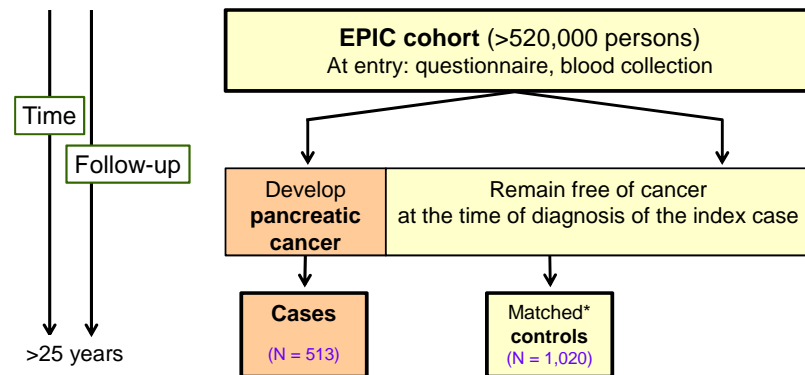 EPIC cohort (>520,000 persons)
At entry: questionnaire, blood collection
Time
Follow-up
Develop
pancreatic
cancer
Remain free of cancer
at the time of diagnosis of the index case
Cases
(N = 513)
Matched*
controls
(N = 1,020)
>25 years